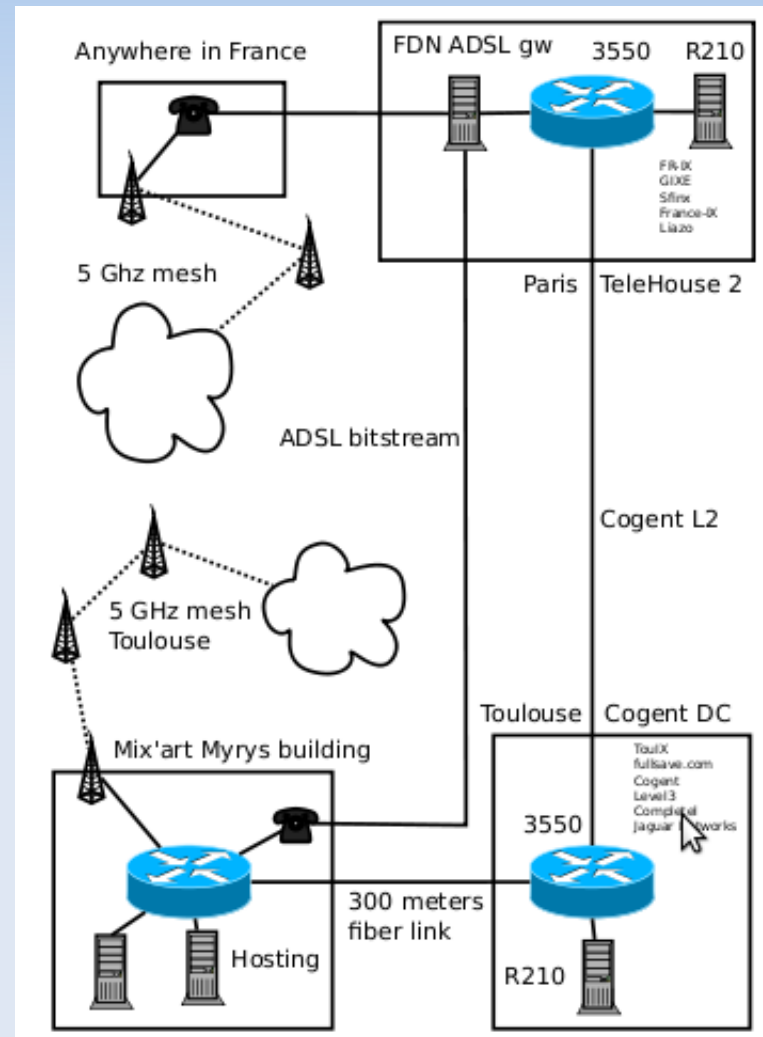 Anywhere in France
FDN ADSL gw
3550
R210
FR-IX
GIXE
Sfinx
France-IX
Liazo
5 Ghz mesh
Paris
TeleHouse 2
ADSL bitstream
Cogent L2
5 GHz mesh
Toulouse
Toulouse
Cogent DC
Mix'art Myrys building
TouIX
fullsave.com
Cogent
Level3
Completel
Jaguar
3550
300 meters
fiber link
Hosting
R210